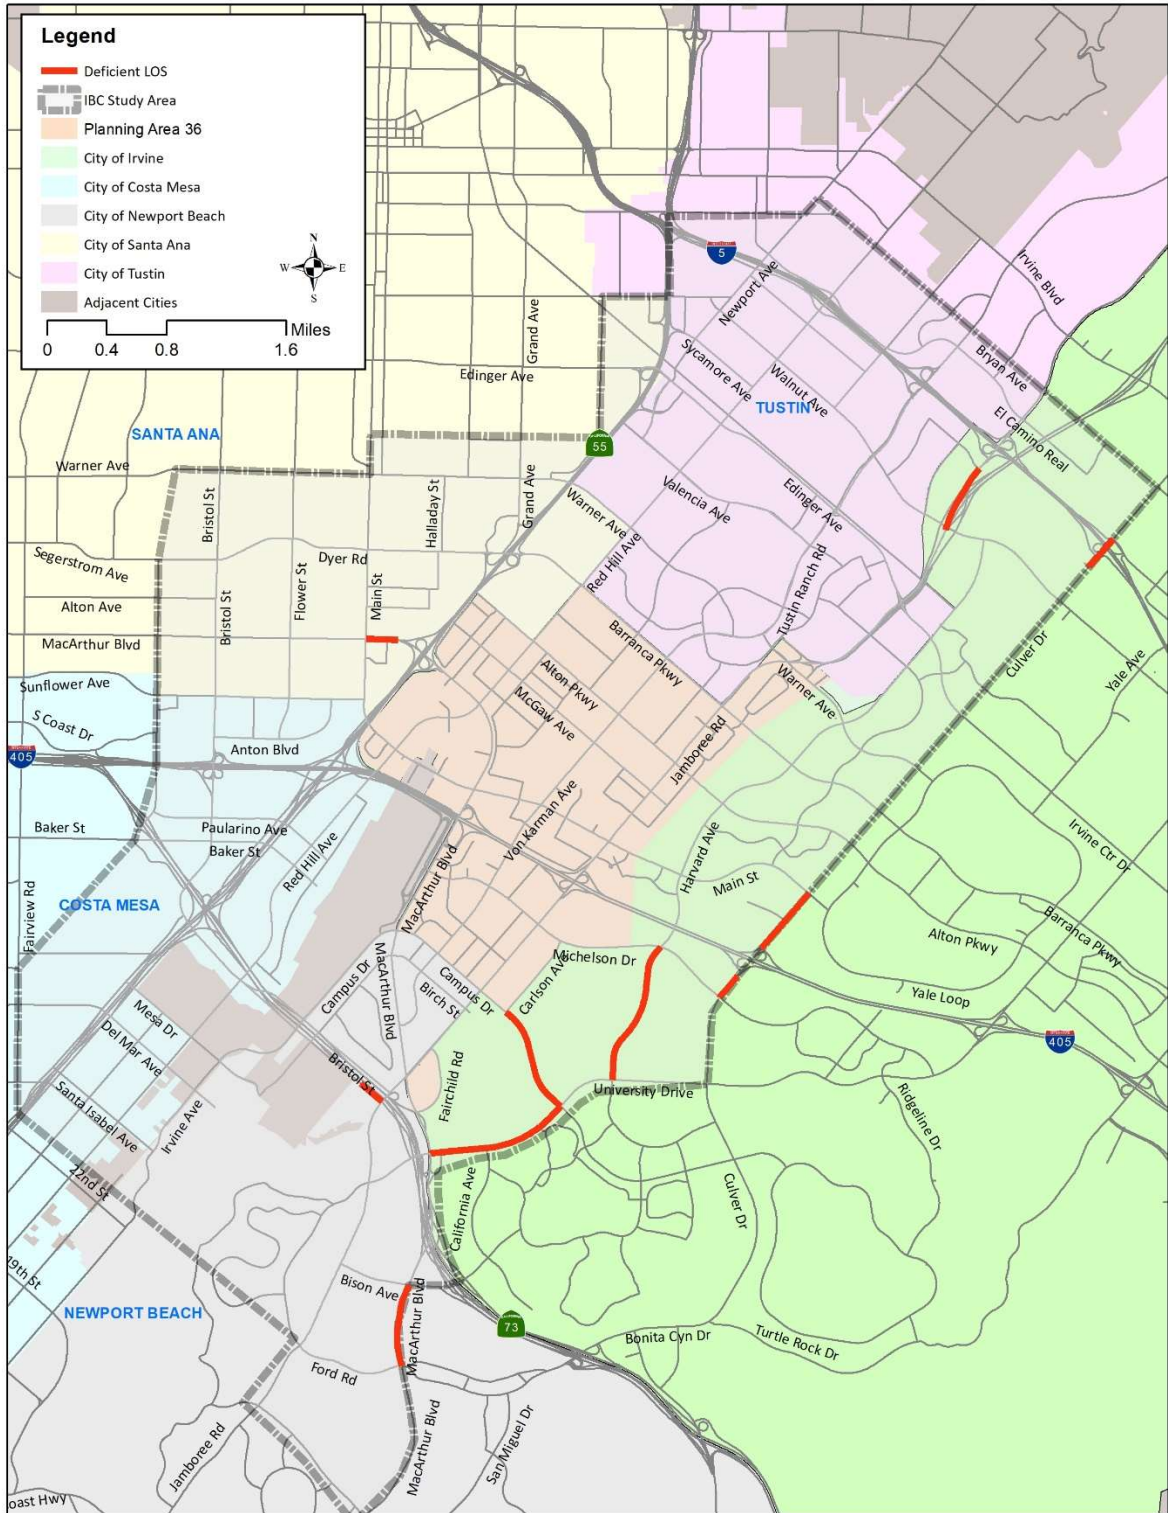 Legend
Deficient LOS
IBC Study Area
Planning Area 36
City of Irvine
City of Costa Mesa
City of Newport Beach
City of Santa Ana
City of Tustin
Adjacent Cities
N
W E
S
Miles
0 0.4 0.8 1.6
5
Irvine Blvd
Newport Ave
Grand Ave
Sycamore Ave
Bryan Ave
Edinger Ave
Walnut Ave
TUSTIN
El Camino Real
SANTA ANA
55
Warner Ave
Bristol St
Halladay St
Grand Ave
Valencia Ave
Edinger Ave
Warner Ave
Red Hill Ave
Segerstrom Ave
Dyer Rd
Flower St
Main St
Tustin Ranch Rd
Alton Ave
Bristol St
MacArthur Blvd
Barranca Pkwy
Culver Dr
Yale Ave
Alton Pkwy
Warner Ave
Sunflower Ave
McGaw Ave
S Coast Dr
Jamboree Rd
Anton Blvd
405
Von Karman Ave
Baker St
Paularino Ave
Baker St
Red Hill Ave
MacArthur Blvd
Harvard Ave
Irvine Ctr Dr
Main St
COSTA MESA
Fairview Rd
Barranca Pkwy
Alton Pkwy
Michelson Dr
Carlson Ave
Campus Dr
MacArthur Blvd
Campus Dr
Birch St
Yale Loop
Mesa Dr
Del Mar Ave
405
Bristol St
Fairchild Rd
University Drive
Santa Isabel Ave
Irvine Ave
Ridgeline Dr
22nd St
California Ave
Culver Dr
19th St
Bison Ave
MacArthur Blvd
NEWPORT BEACH
73
Bonita Cyn Dr
Turtle Rock Dr
Ford Rd
MacArthur Blvd
San Miguel Dr
Jamboree Rd
oast Hwy